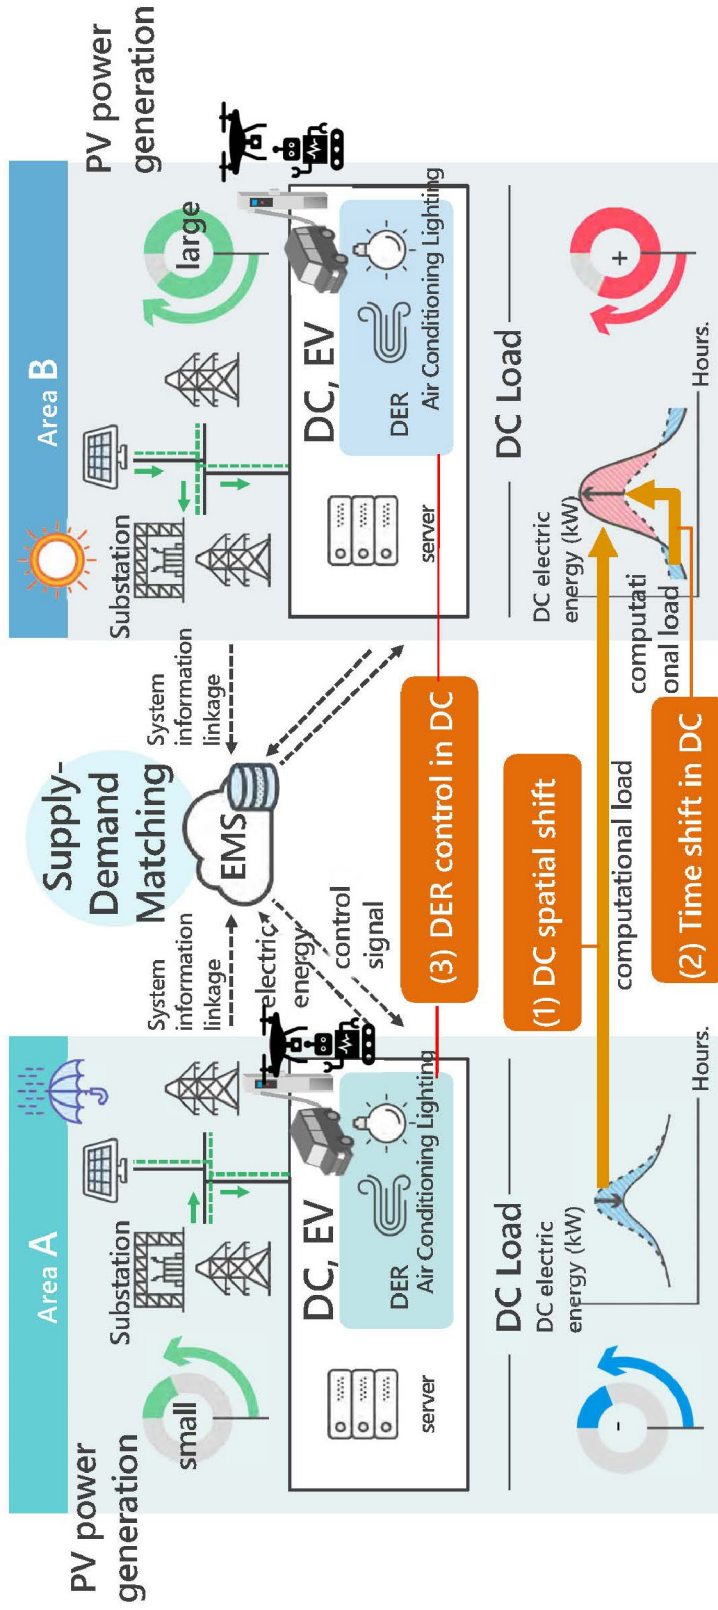 Area A
PV power
generation
small
Substation
DC, EV
server
DER
Air Conditioning Lighting
DC Load
DC electric
energy (kW)
-
Hours.
Supply-
Demand
Matching
System
information
linkage
System
information
linkage
EMS
electric
energy
control
signal
(3) DER control in DC
(1) DC spatial shift
computational load
(2) Time shift in DC
Area B
PV power
generation
large
Substation
DC, EV
server
DER
Air Conditioning Lighting
DC Load
DC electric
energy (kW)
computati
onal load
+
Hours.